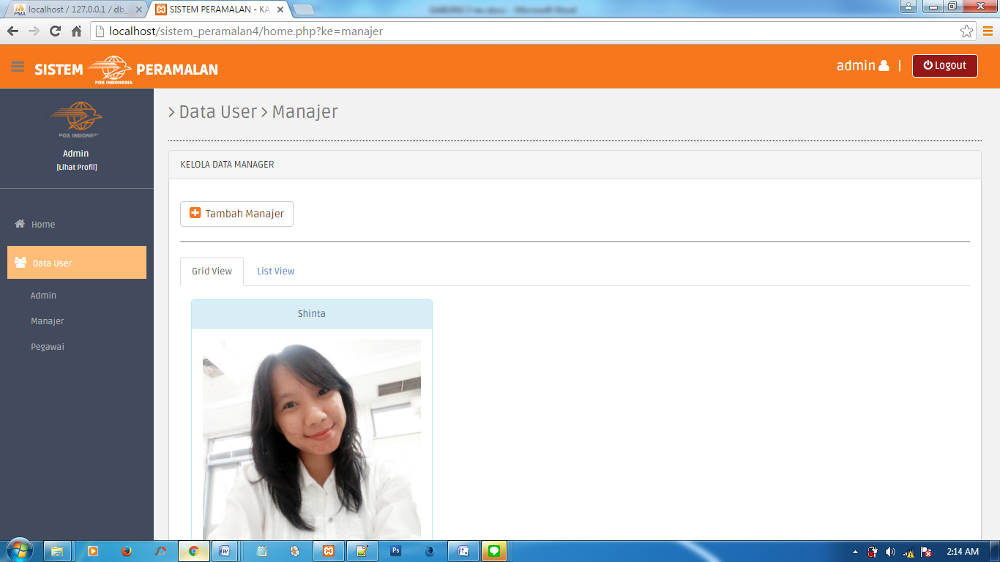 localhost / 127.0.0.1 / db_
SISTEM PERAMALAN - KA
localhost/sistem_peramalan4/home.php?ke=manajer
SISTEM POS INDONESIA PERAMALAN
admin | Logout
POS INDONES
Admin
[Lihat Profil]
Home
Data User
Admin
Manajer
Pegawai
> Data User > Manajer
KELOLA DATA MANAGER
Tambah Manajer
Grid View
List View
Shinta
2:14 AM